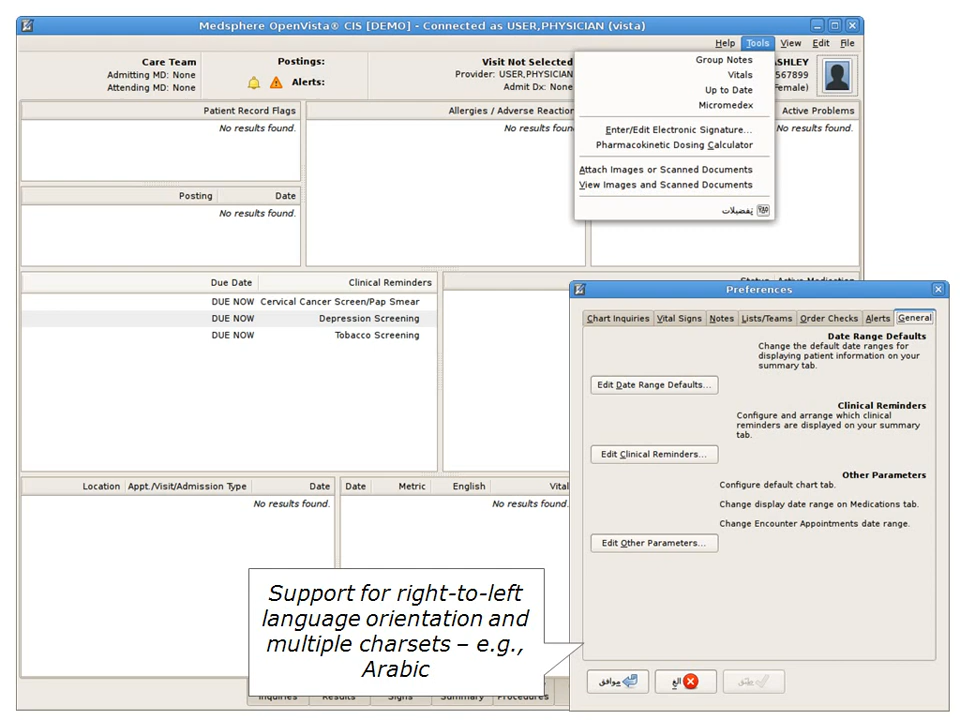 Medsphere OpenVista® CIS [DEMO] - Connected as USER,PHYSICIAN (vista)
Help Tools View Edit File
Care Team
Admitting MD: None
Attending MD: None
Postings:
Alerts:
Visit Not Selected
Provider: USER,PHYSICIAN
Admit Dx: None
SHLEY
567899
Female)
Group Notes
Vitals
Up to Date
Micromedex
Enter/Edit Electronic Signature...
Pharmacokinetic Dosing Calculator
Attach Images or Scanned Documents
View Images and Scanned Documents
تفضيلات
Patient Record Flags
No results found.
Allergies / Adverse Reaction
No results foun
Active Problems
No results found.
Posting Date
No results found.
Due Date Clinical Reminders
DUE NOW Cervical Cancer Screen/Pap Smear
DUE NOW Depression Screening
DUE NOW Tobacco Screening
Status Active Medication
Location Appt./Visit/Admission Type Date
No results found.
Date Metric English Vital
No results found.
Preferences
Chart Inquiries Vital Signs Notes Lists/Teams Order Checks Alerts General
Date Range Defaults
Change the default date ranges for
displaying patient information on your
summary tab.
Edit Date Range Defaults...
Clinical Reminders
Configure and arrange which clinical
reminders are displayed on your summary
tab.
Edit Clinical Reminders...
Other Parameters
Configure default chart tab.
Change display date range on Medications tab.
Change Encounter Appointments date range.
Edit Other Parameters...
موافق
Support for right-to-left
language orientation and
multiple charsets – e.g.,
Arabic
Inquiries Results Signs Summary Procedures